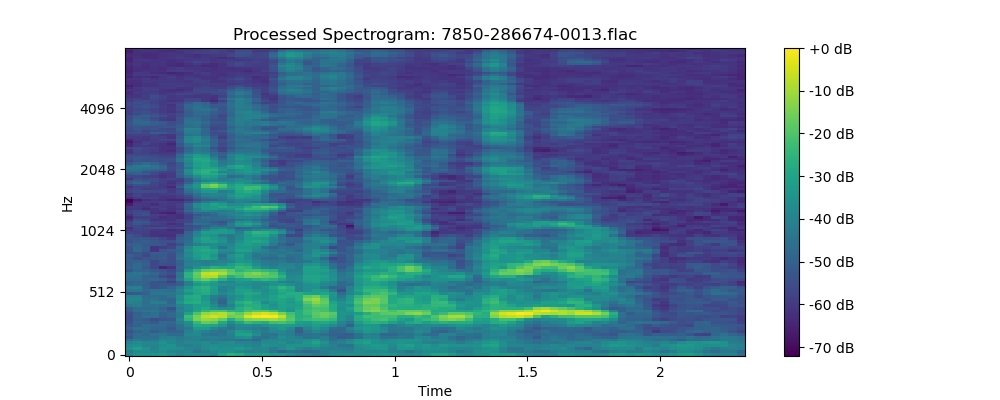 Processed Spectrogram: 7850-286674-0013.flac
Hz
4096
2048
1024
512
0
0
0.5
1
1.5
2
Time
+0 dB
-10 dB
-20 dB
-30 dB
-40 dB
-50 dB
-60 dB
-70 dB